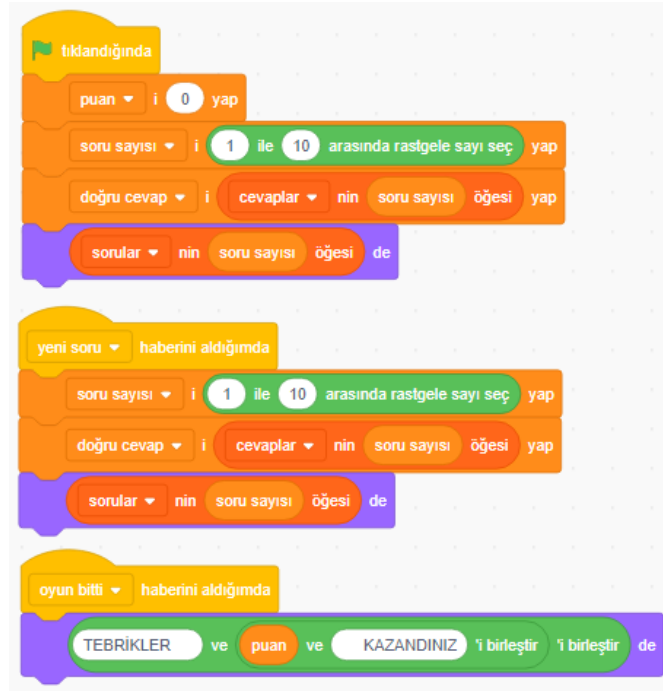 tıklandığında
puan i 0 yap
soru sayısı i 1 ile 10 arasında rastgele sayı seç yap
doğru cevap i cevaplar nin soru sayısı öğesi yap
sorular nin soru sayısı öğesi de
yeni soru haberini aldığımda
soru sayısı i 1 ile 10 arasında rastgele sayı seç yap
doğru cevap i cevaplar nin soru sayısı öğesi yap
sorular nin soru sayısı öğesi de
oyun bitti haberini aldığımda
TEBRİKLER ve puan ve KAZANDINIZ 'i birleştir 'i birleştir de